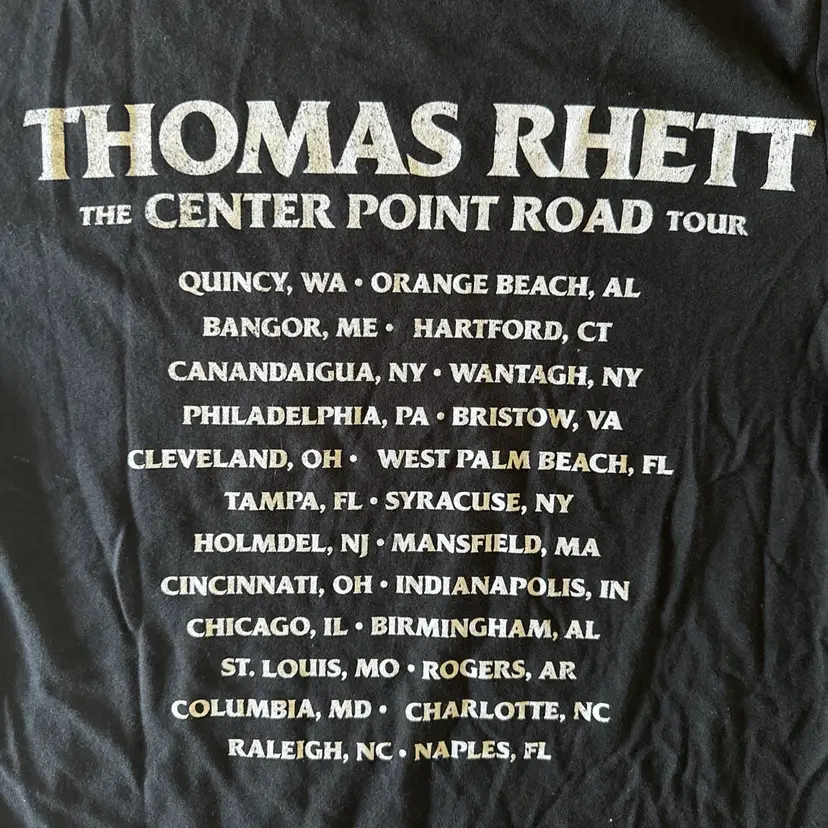 THOMAS RHETT
THE CENTER POINT ROAD TOUR
QUINCY, WA • ORANGE BEACH, AL
BANGOR, ME • HARTFORD, CT
CANANDAIGUA, NY • WANTAGH, NY
PHILADELPHIA, PA • BRISTOW, VA
CLEVELAND, OH • WEST PALM BEACH, FL
TAMPA, FL • SYRACUSE, NY
HOLMDEL, NJ • MANSFIELD, MA
CINCINNATI, OH • INDIANAPOLIS, IN
CHICAGO, IL • BIRMINGHAM, AL
ST. LOUIS, MO • ROGERS, AR
COLUMBIA, MD • CHARLOTTE, NC
RALEIGH, NC • NAPLES, FL